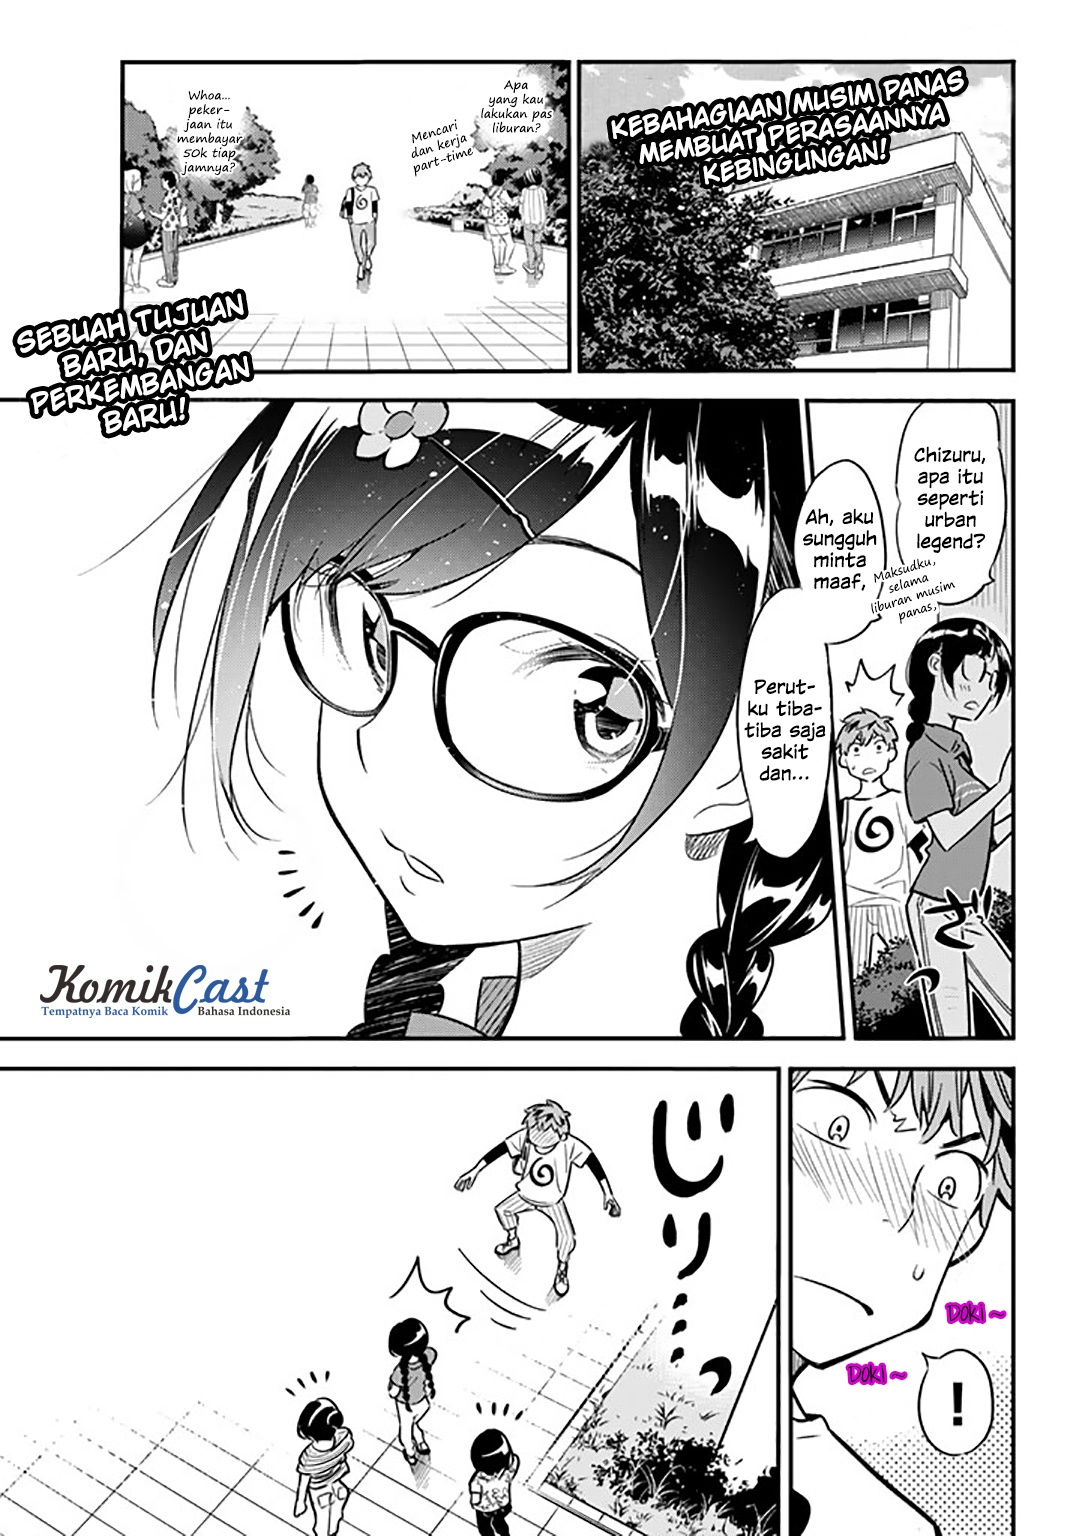 KEBAHAGIAAN MUSIM PANAS
MEMBUAT PERASAANNYA
KEBINGUNGAN!
Apa
yang kau
lakukan pas
liburan?
Mencari
dan kerja
part-time
Whoa...
peker-
jaan itu
membayar
50k tiap
jamnya?
SEBUAH TUJUAN
BARU, DAN
PERKEMBANGAN
BARU!
Chizuru,
apa itu
seperti
urban
legend?
Maksudku,
selama
liburan musim
panas,
Ah, aku
sungguh
minta
maaf,
Perut-
ku tiba-
tiba saja
sakit
dan...
ざっ
KomikCast
Tempatnya Baca Komik Bahasa Indonesia
DOKI ~
DOKI ~
!
じり…っ